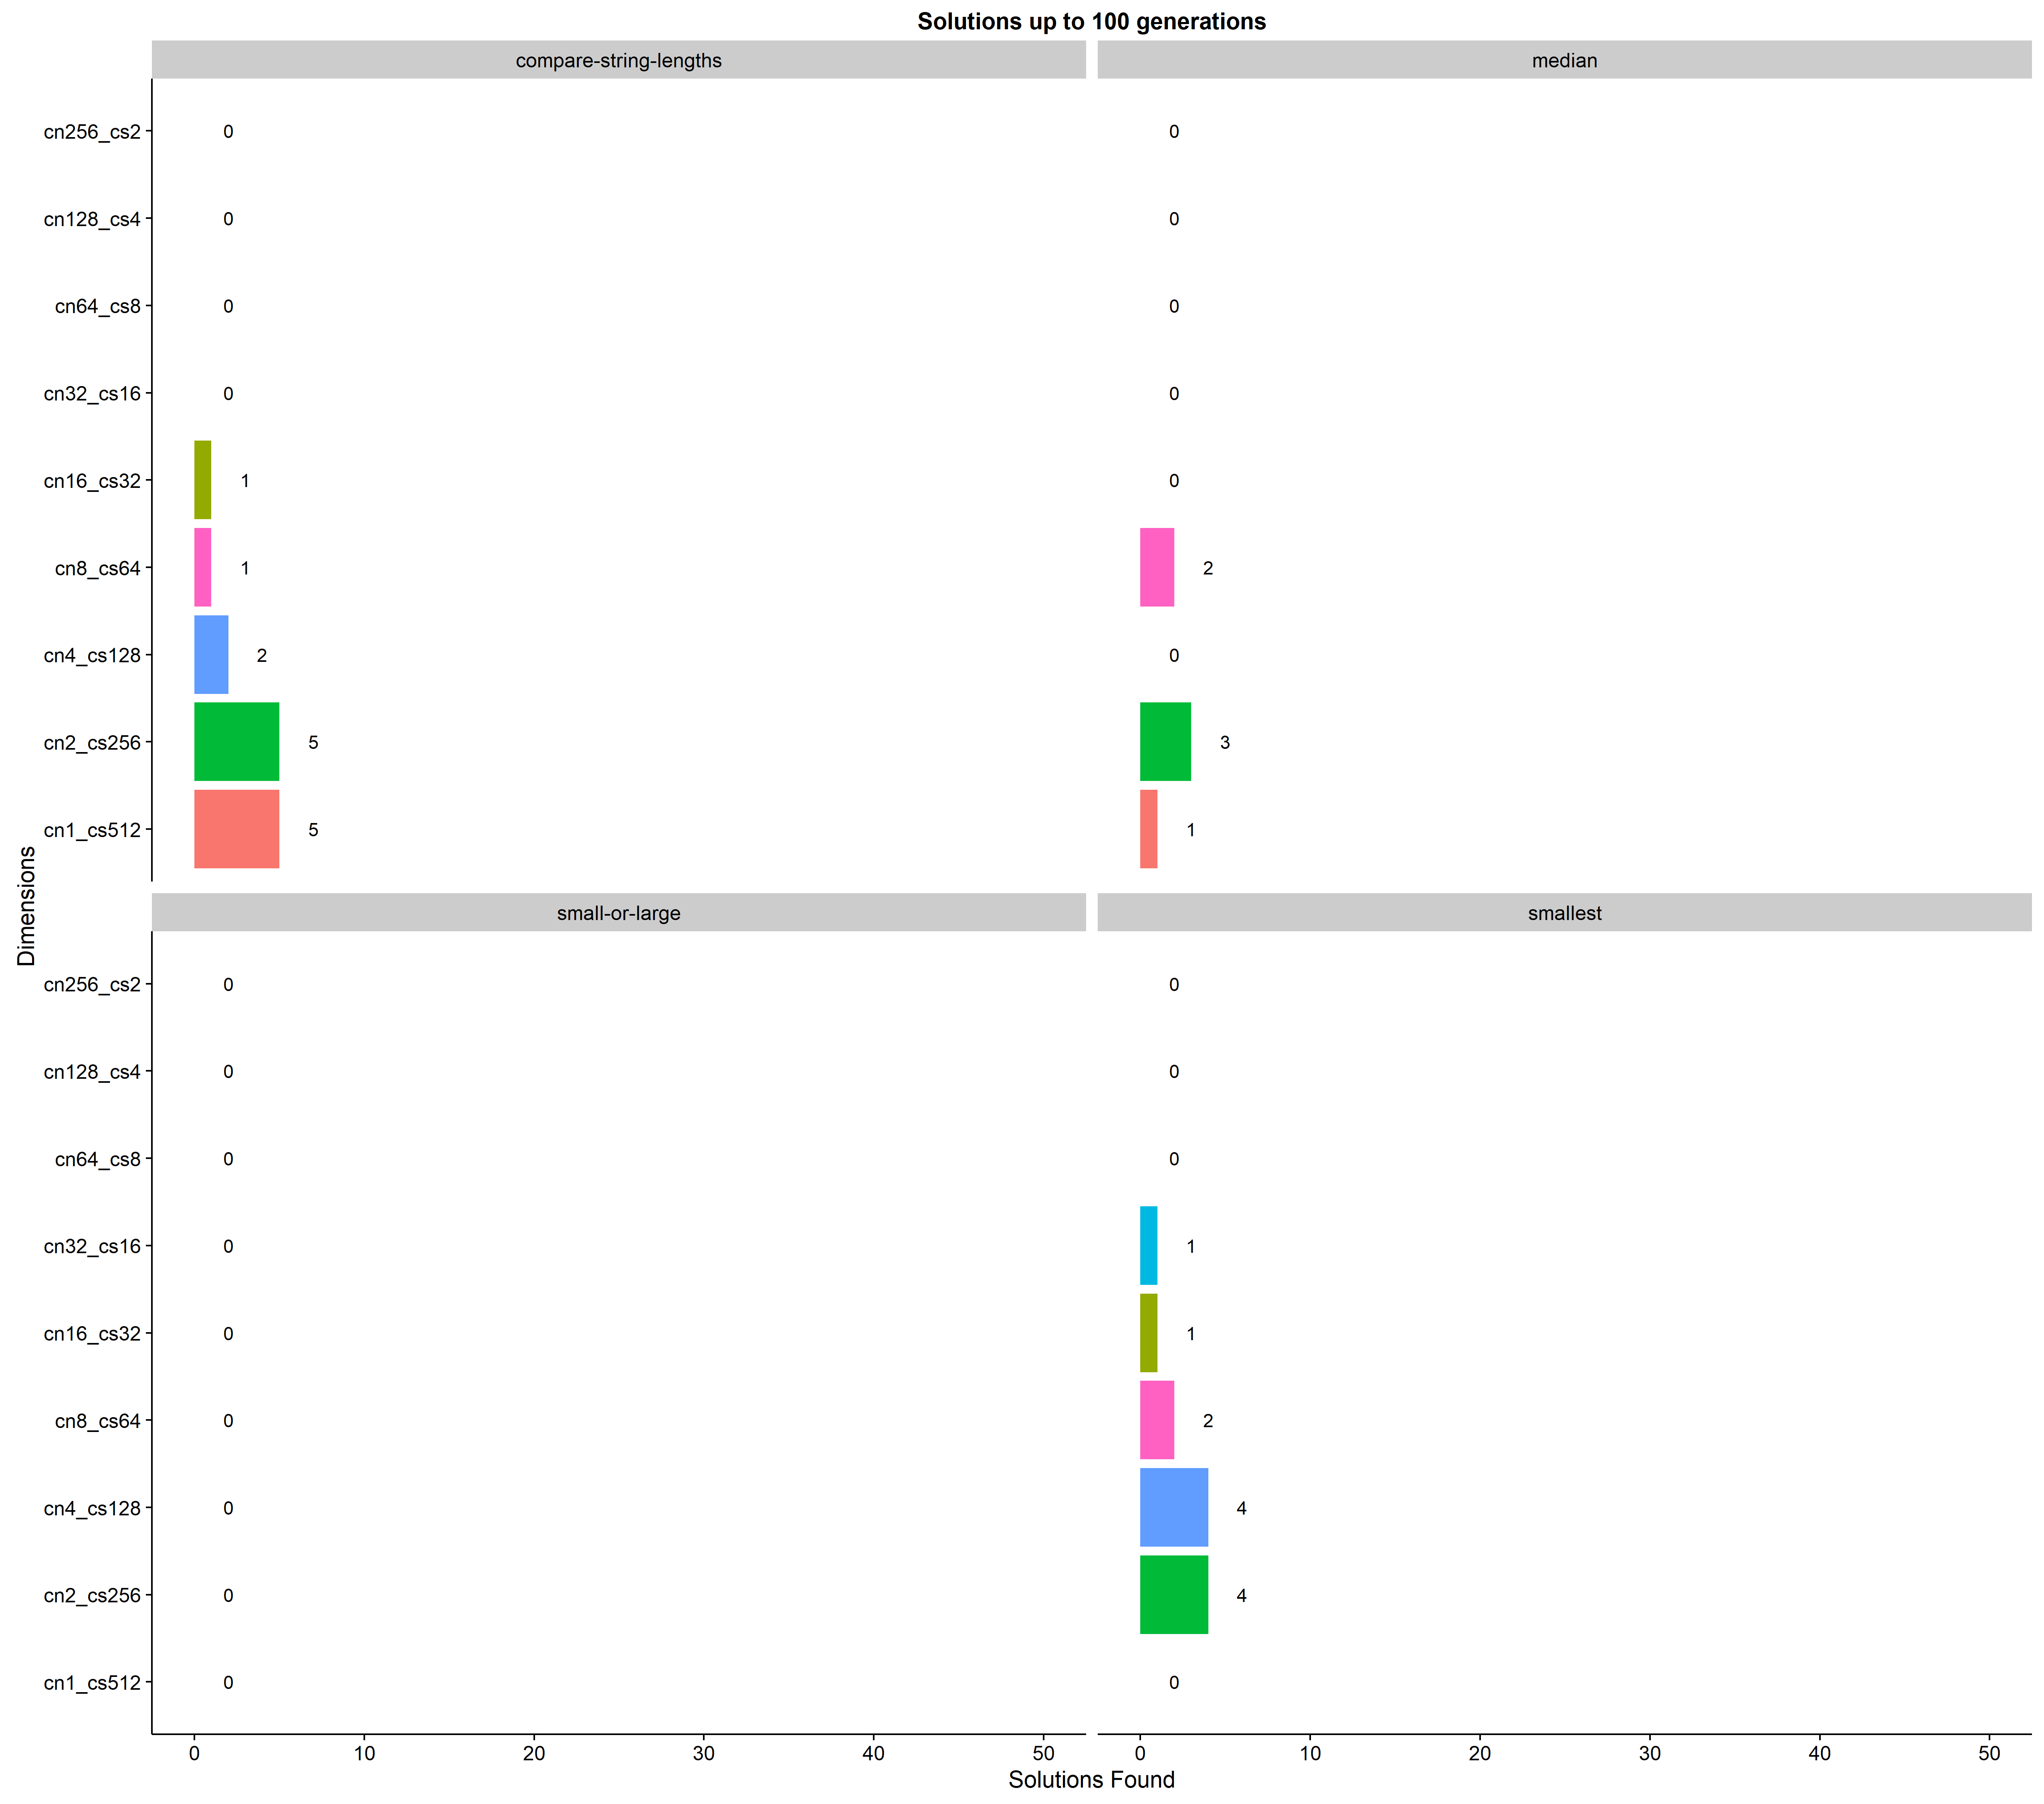 Solutions up to 100 generations
compare-string-lengths
median
cn256_cs2 0 0
cn128_cs4 0 0
cn64_cs8 0 0
cn32_cs16 0 0
cn16_cs32 1 0
cn8_cs64 1 2
cn4_cs128 2 0
cn2_cs256 5 3
cn1_cs512 5 1
Dimensions
small-or-large
smallest
cn256_cs2 0 0
cn128_cs4 0 0
cn64_cs8 0 0
cn32_cs16 0 1
cn16_cs32 0 1
cn8_cs64 0 2
cn4_cs128 0 4
cn2_cs256 0 4
cn1_cs512 0 0
0 10 20 30 40 50 0 10 20 30 40 50
Solutions Found